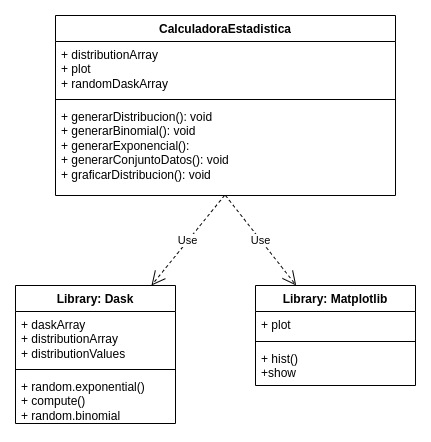 CalculadoraEstadistica
+ distributionArray
+ plot
+ randomDaskArray
+ generarDistribucion(): void
+ generarBinomial(): void
+ generarExponencial():
+ generarConjuntoDatos(): void
+ graficarDistribucion(): void
Use
Use
Library: Dask
+ daskArray
+ distributionArray
+ distributionValues
+ random.exponential()
+ compute()
+ random.binomial
Library: Matplotlib
+ plot
+ hist()
+show